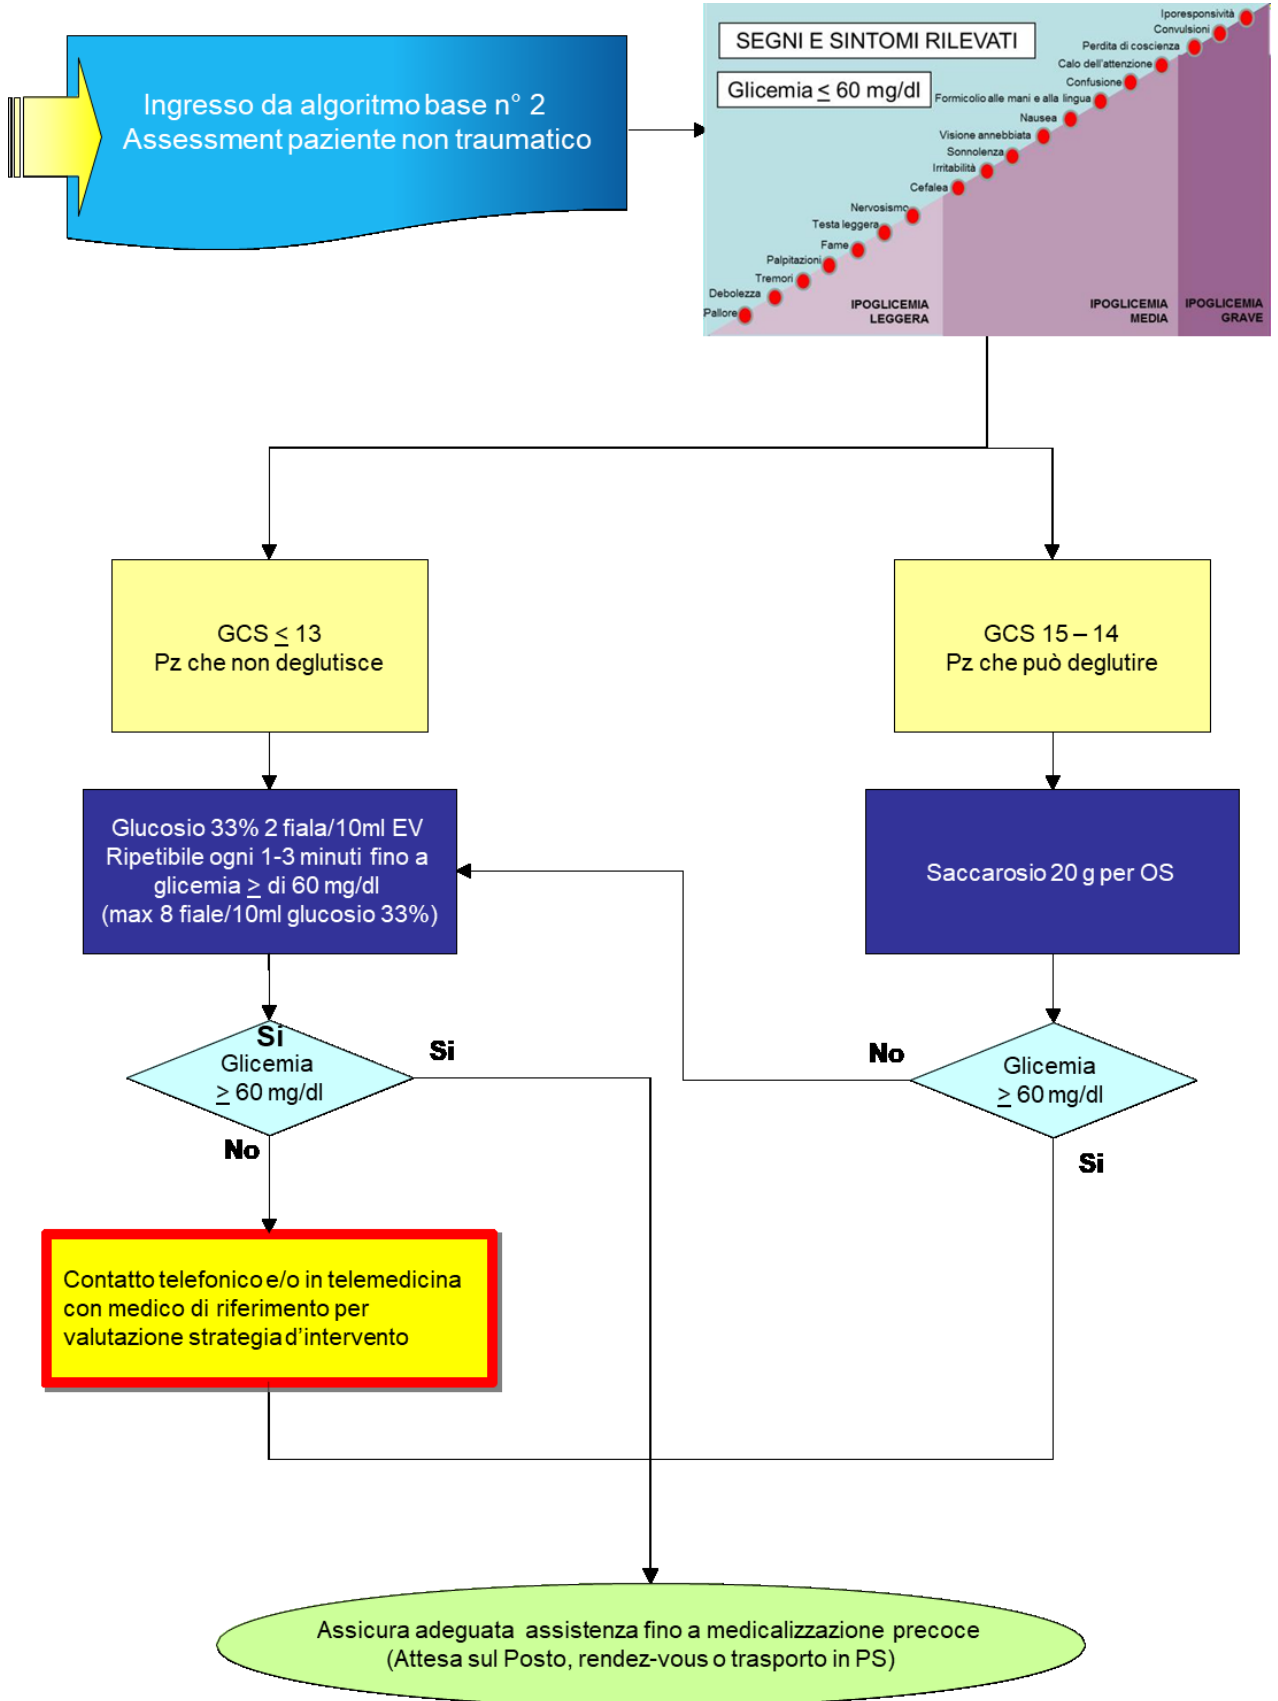 Ingresso da algoritmo base n° 2
Assessment paziente non traumatico
SEGNI E SINTOMI RILEVATI
Glicemia ≤ 60 mg/dl
Iporesponsività
Convulsioni
Perdita di coscienza
Calo dell'attenzione
Confusione
Formicolio alle mani e alla lingua
Nausea
Visione annebbiata
Sonnolenza
Irritabilità
Cefalea
Nervosismo
Testa leggera
Fame
Palpitazioni
Tremori
Debolezza
Pallore
IPOGLICEMIA
LEGGERA
IPOGLICEMIA
MEDIA
IPOGLICEMIA
GRAVE
GCS ≤ 13
Pz che non deglutisce
GCS 15 – 14
Pz che può deglutire
Glucosio 33% 2 fiala/10ml EV
Ripetibile ogni 1-3 minuti fino a
glicemia ≥ di 60 mg/dl
(max 8 fiale/10ml glucosio 33%)
Saccarosio 20 g per OS
Si
Glicemia
≥ 60 mg/dl
Si
No
No
Glicemia
≥ 60 mg/dl
Si
Contatto telefonico e/o in telemedicina
con medico di riferimento per
valutazione strategia d'intervento
Assicura adeguata assistenza fino a medicalizzazione precoce
(Attesa sul Posto, rendez-vous o trasporto in PS)